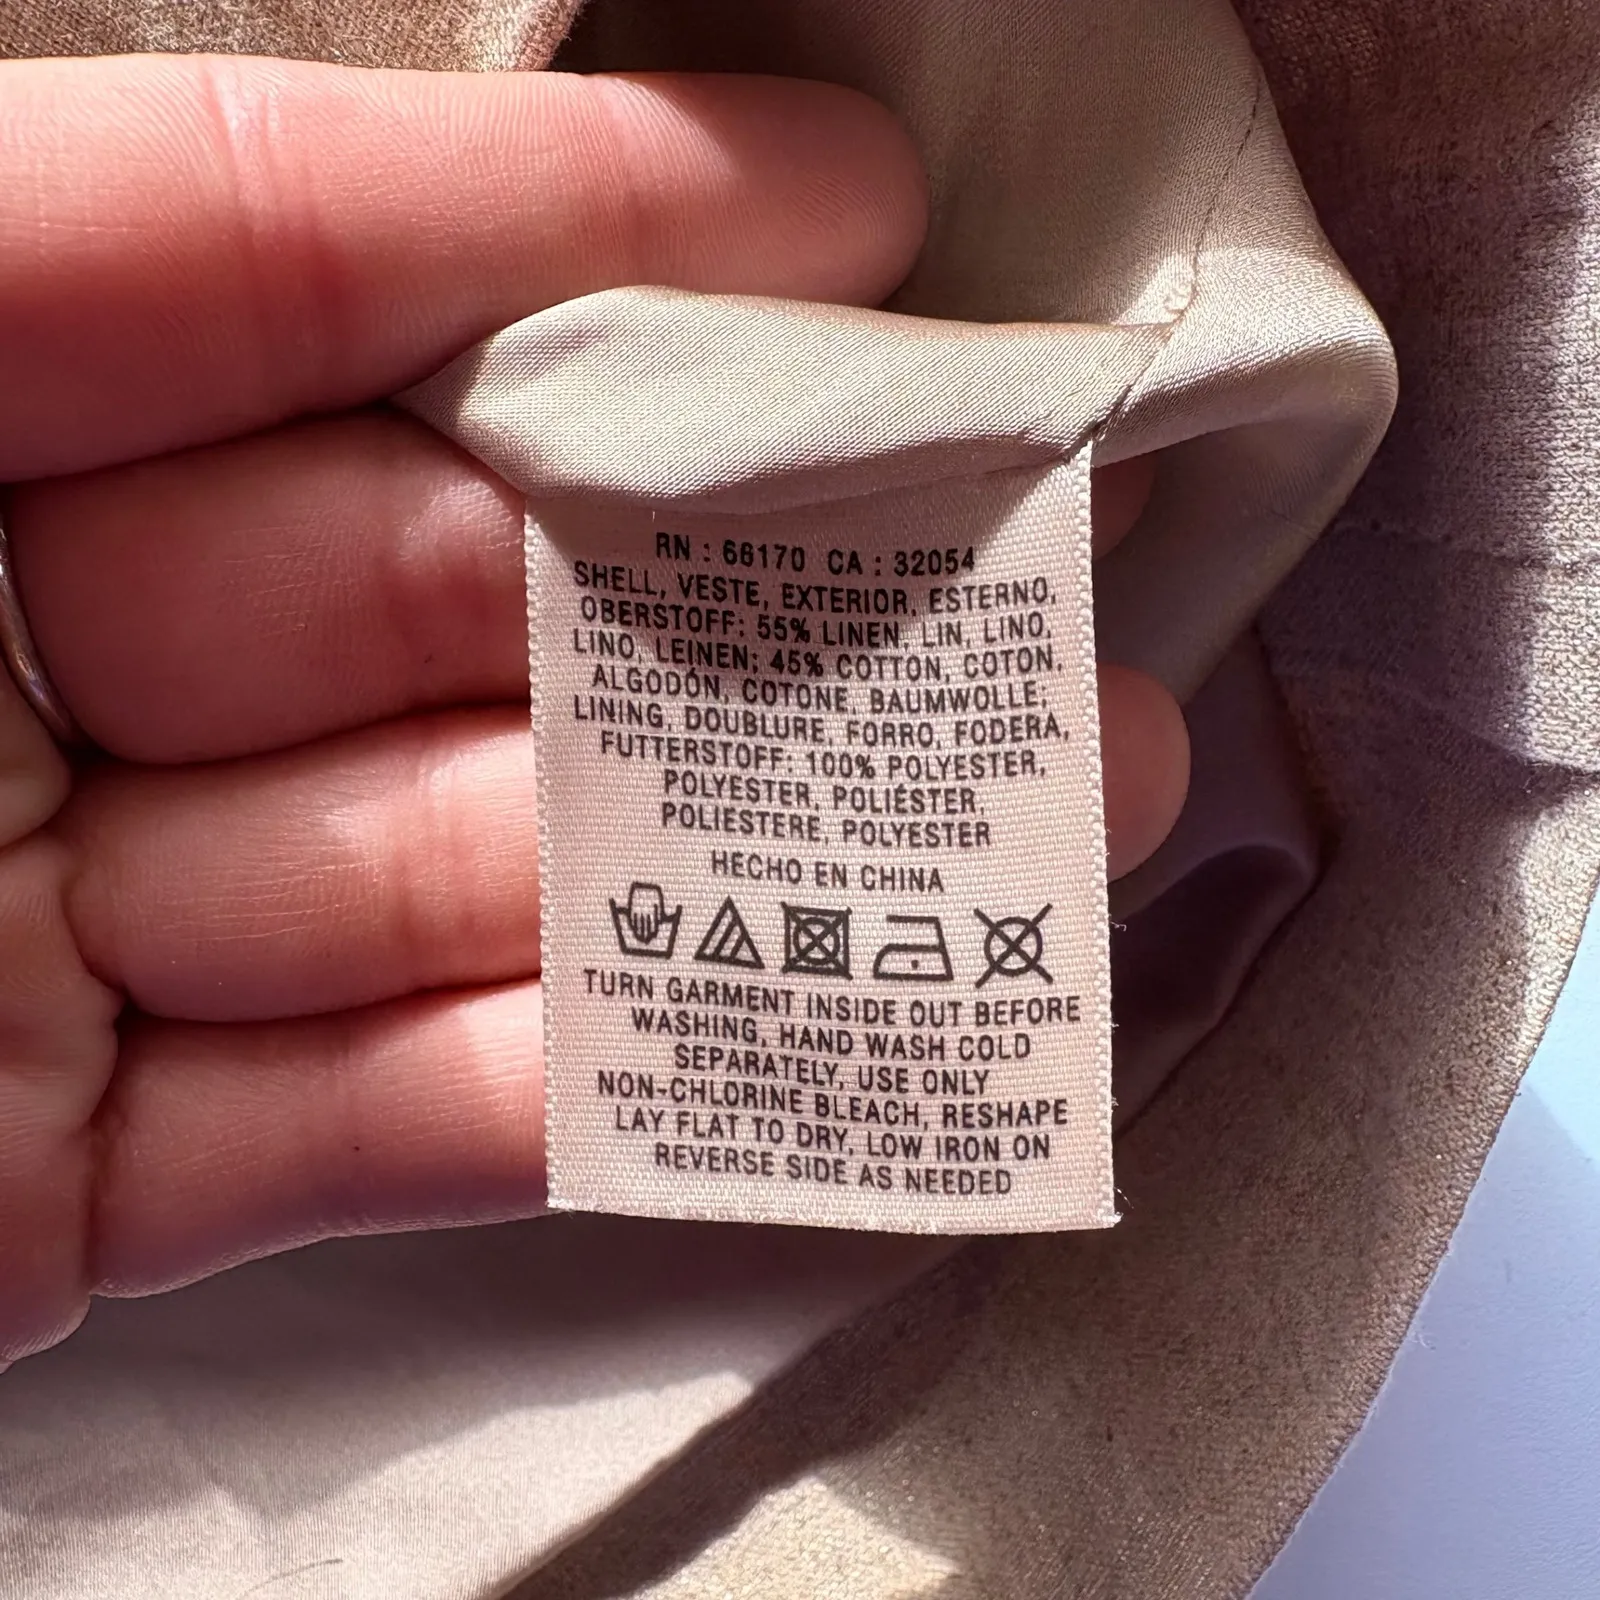 RN : 66170 CA : 32054
SHELL, VESTE, EXTERIOR, ESTERNO,
OBERSTOFF: 55% LINEN, LIN, LINO,
LINO, LEINEN; 45% COTTON, COTON,
ALGODÓN, COTONE, BAUMWOLLE;
LINING, DOUBLURE, FORRO, FODERA,
FUTTERSTOFF: 100% POLYESTER,
POLYESTER, POLIÉSTER,
POLIESTERE, POLYESTER
HECHO EN CHINA
TURN GARMENT INSIDE OUT BEFORE
WASHING, HAND WASH COLD
SEPARATELY, USE ONLY
NON-CHLORINE BLEACH, RESHAPE
LAY FLAT TO DRY, LOW IRON ON
REVERSE SIDE AS NEEDED